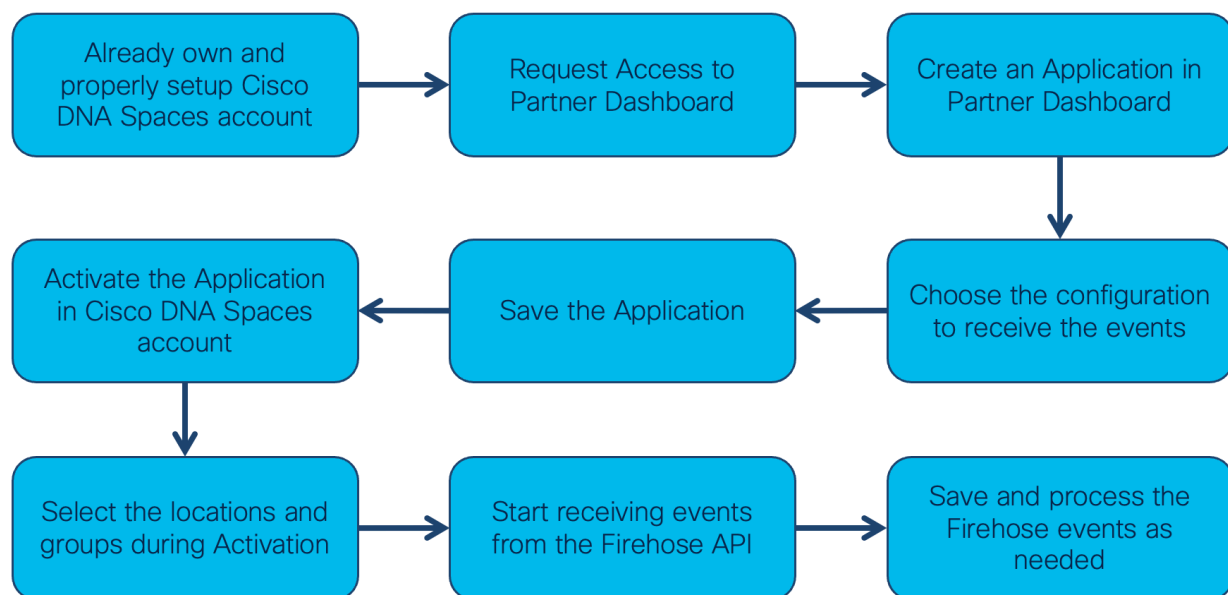 Already own and
properly setup Cisco
DNA Spaces account
Request Access to
Partner Dashboard
Create an Application in
Partner Dashboard
Choose the configuration
to receive the events
Save the Application
Activate the Application
in Cisco DNA Spaces
account
Select the locations and
groups during Activation
Start receiving events
from the Firehose API
Save and process the
Firehose events as
needed